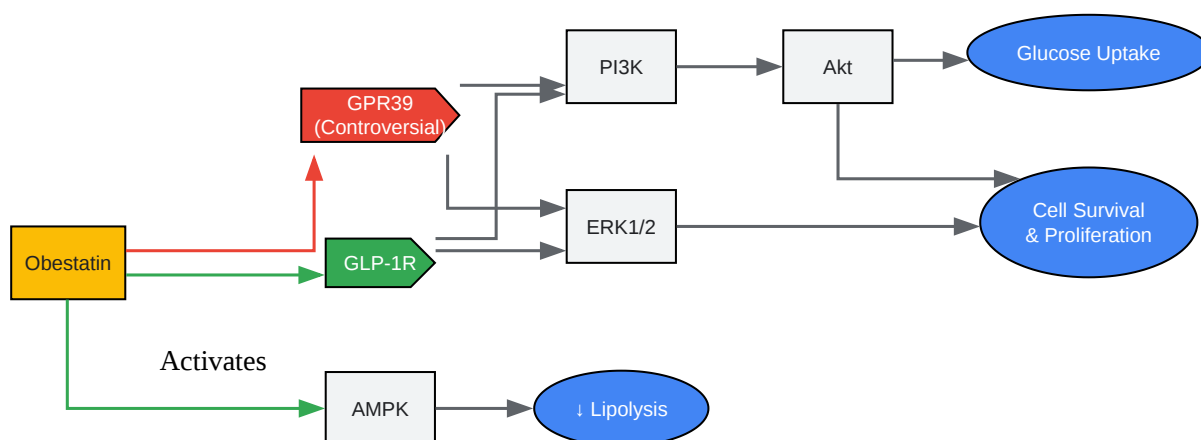 PI3K
Akt
Glucose Uptake
GPR39
(Controversial)
Obestatin
GLP-1R
ERK1/2
Cell Survival
& Proliferation
Activates
AMPK
↓ Lipolysis